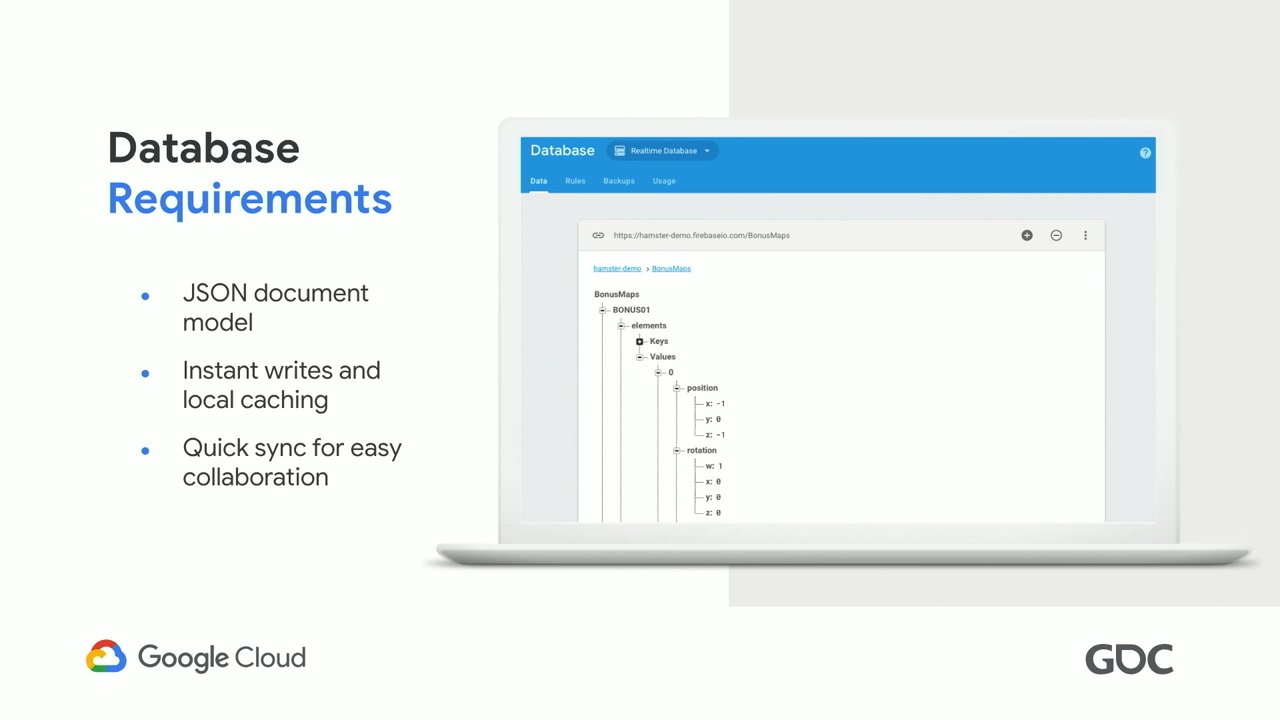 Database
Requirements
• JSON document
model
• Instant writes and
local caching
• Quick sync for easy
collaboration
Database Realtime Database
Data Rules Backups Usage
https://hamster-demo.firebaseio.com/BonusMaps
hamster-demo > BonusMaps
BonusMaps
BONUS01
elements
Keys
Values
0
position
x: -1
y: 0
z: -1
rotation
w: 1
x: 0
y: 0
z: 0
Google Cloud
GDC